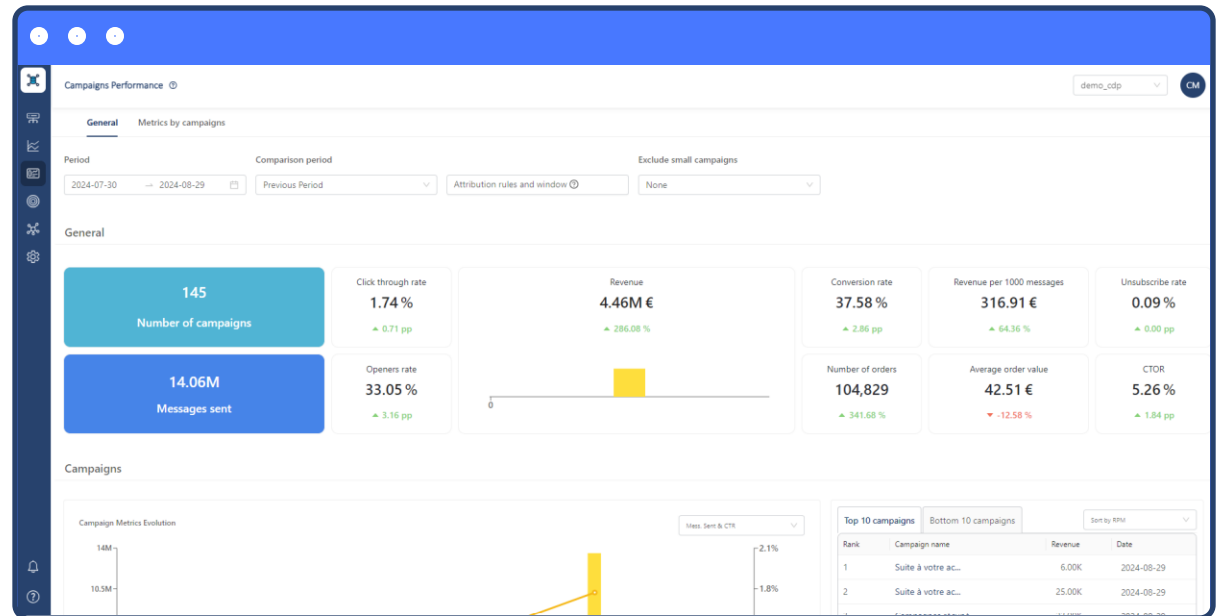 Campaigns Performance
demo_cdp
CM
General Metrics by campaigns
Period
2024-07-30 → 2024-08-29
Comparison period
Previous Period
Attribution rules and window
Exclude small campaigns
None
General
145
Number of campaigns
14.06M
Messages sent
Click through rate
1.74 %
▲ 0.71 pp
Openers rate
33.05 %
▲ 3.16 pp
Revenue
4.46M €
▲ 286.08 %
0
Conversion rate
37.58 %
▲ 2.86 pp
Number of orders
104,829
▲ 341.68 %
Revenue per 1000 messages
316.91 €
▲ 64.36 %
Average order value
42.51 €
▼ -12.58 %
Unsubscribe rate
0.09 %
▲ 0.00 pp
CTOR
5.26 %
▲ 1.84 pp
Campaigns
Campaign Metrics Evolution
Mess. Sent & CTR
14M
10.5M
2.1%
1.8%
Top 10 campaigns Bottom 10 campaigns
Sort by RPM
Rank Campaign name Revenue Date
1 Suite à votre ac... 6.00K 2024-08-29
2 Suite à votre ac... 25.00K 2024-08-29